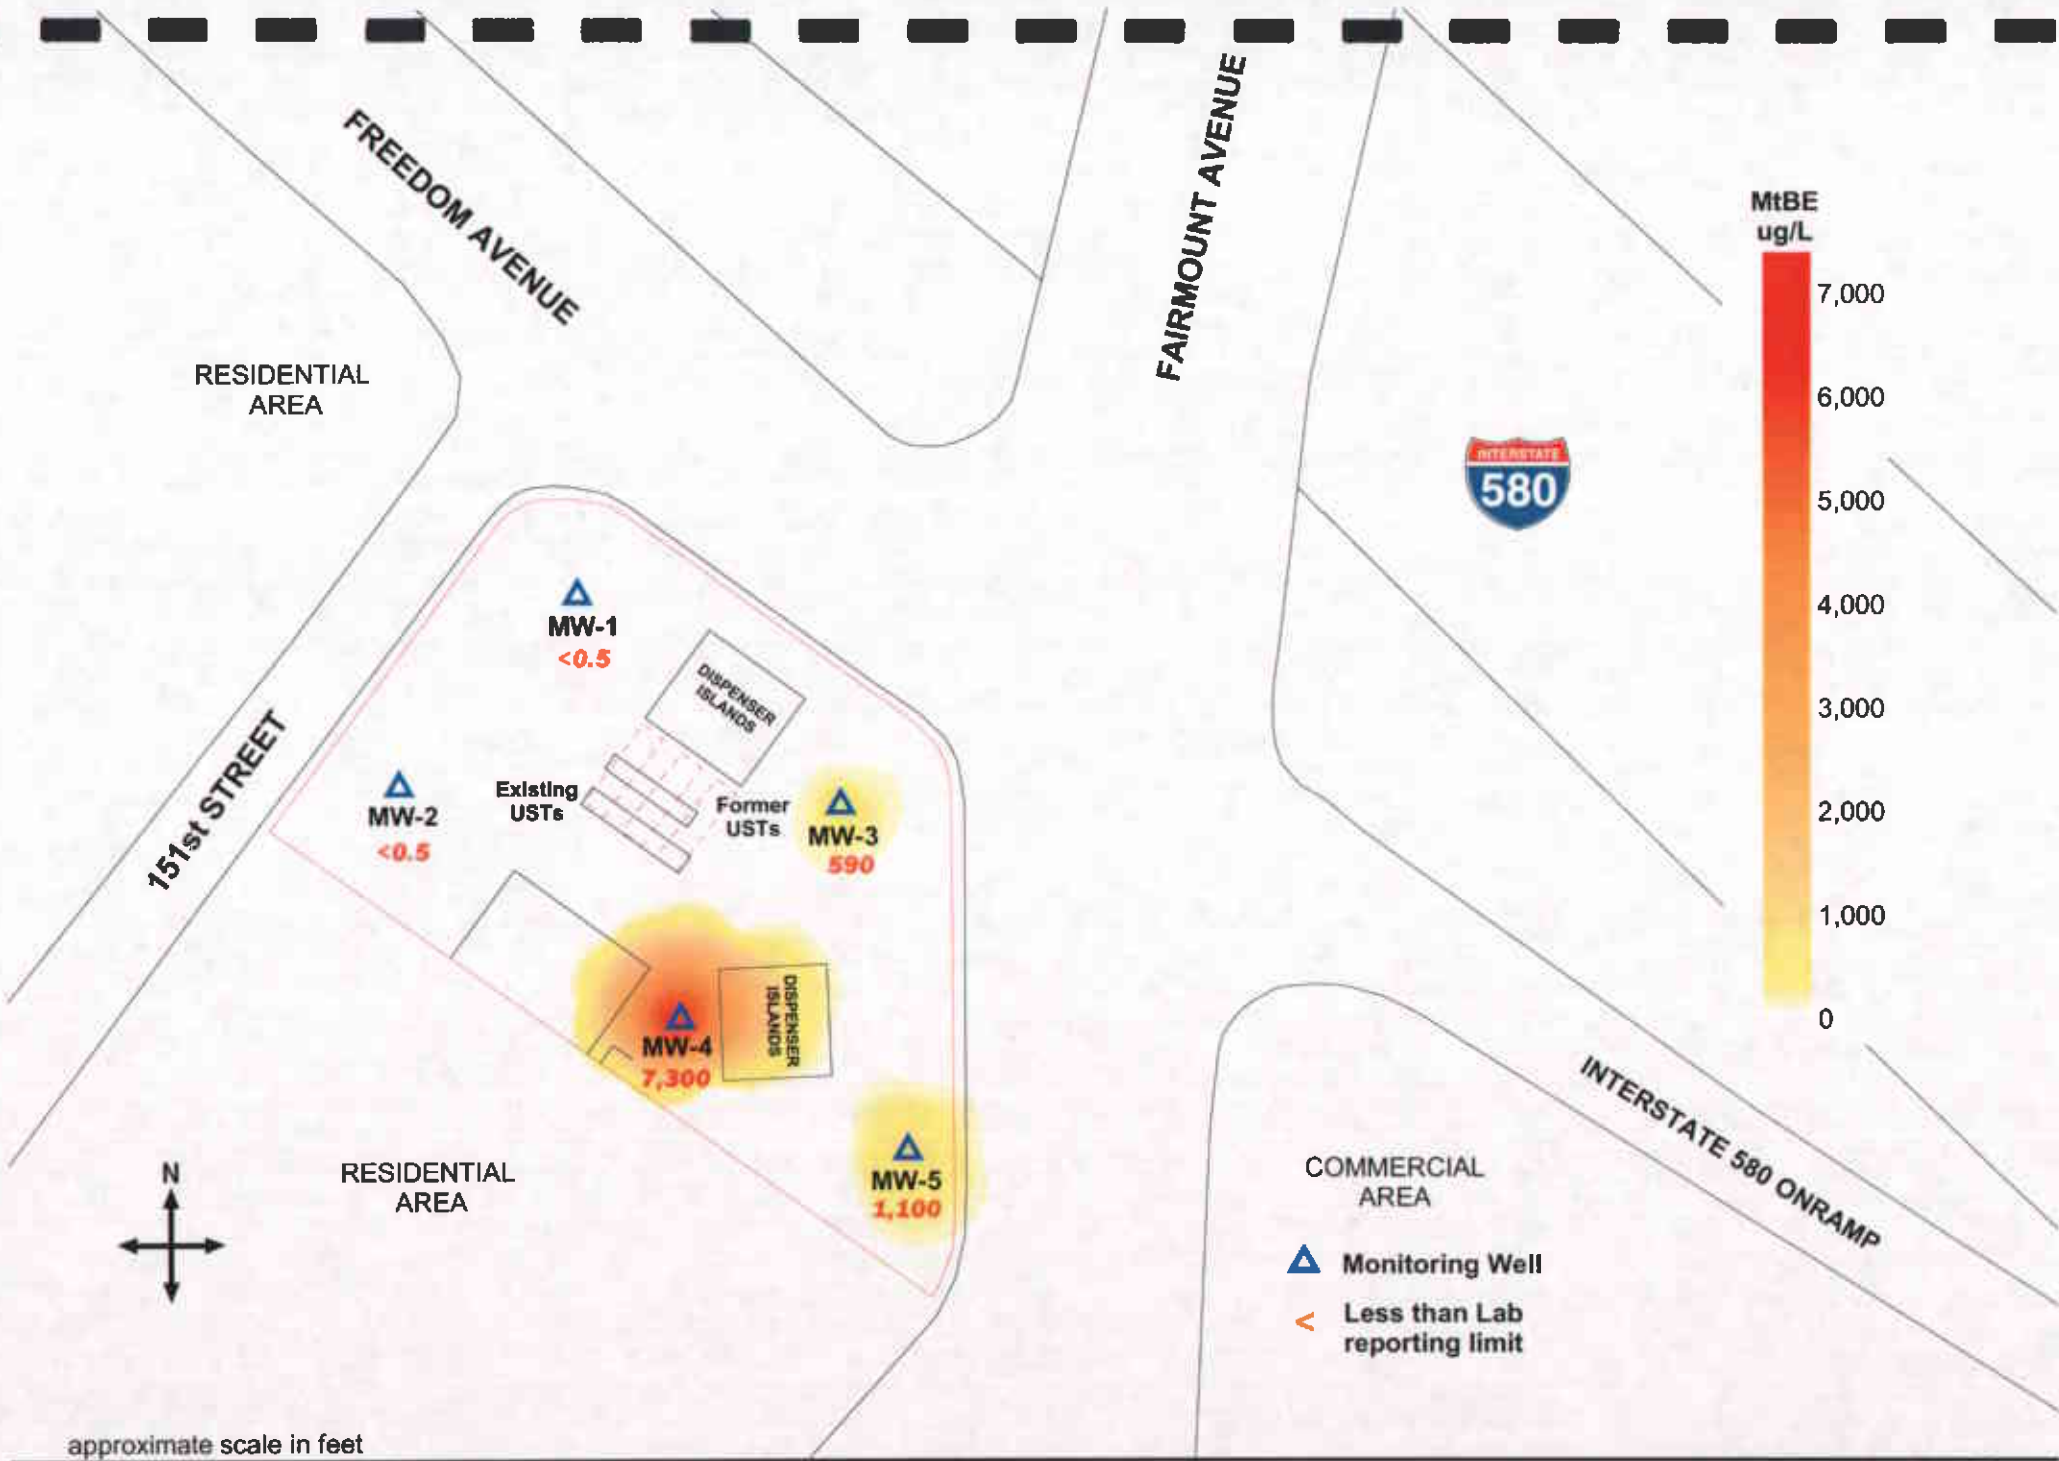 FREEDOM AVENUE
FAIRMOUNT AVENUE
MtBE
ug/L
7,000
6,000
5,000
4,000
3,000
2,000
1,000
0
RESIDENTIAL
AREA
INTERSTATE
580
MW-1
<0.5
DISPENSER
ISLANDS
151st STREET
MW-2
<0.5
Existing
USTs
Former
USTs
MW-3
590
MW-4
7,300
DISPENSER
ISLANDS
MW-5
1,100
N
RESIDENTIAL
AREA
INTERSTATE 580 ONRAMP
COMMERCIAL
AREA
Monitoring Well
< Less than Lab
reporting limit
approximate scale in feet